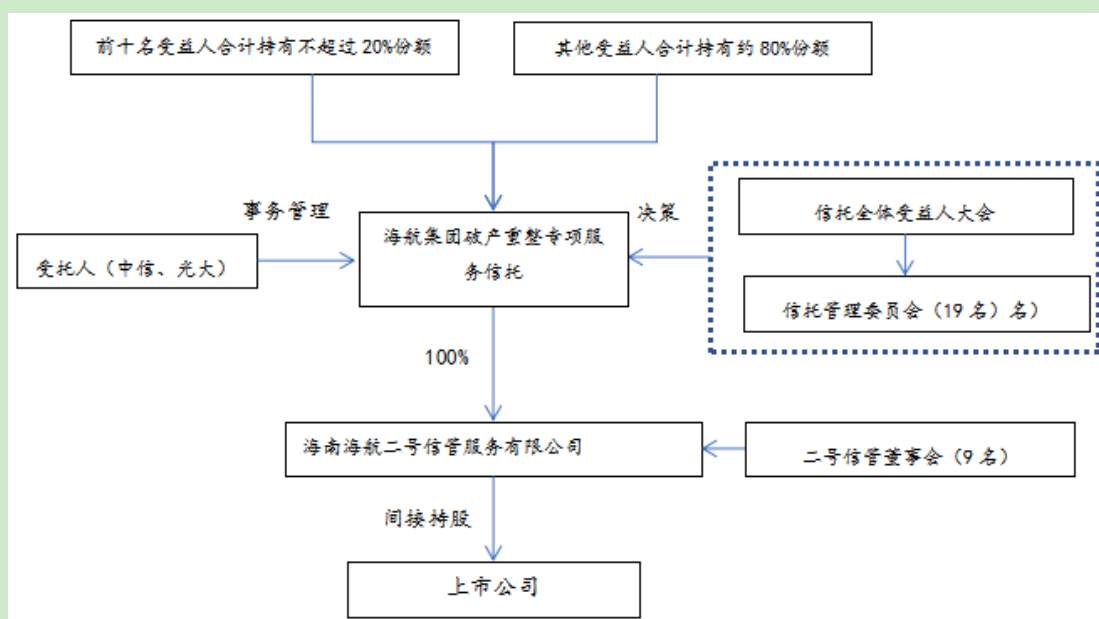 前十名受益人合计持有不超过 20%份额
其他受益人合计持有约 80%份额
事务管理
决策
信托全体受益人大会
海航集团破产重整专项服
务信托
受托人（中信、光大）
信托管理委员会（19 名）名）
100%
海南海航二号信管服务有限公司
二号信管董事会（9 名）
间接持股
上市公司